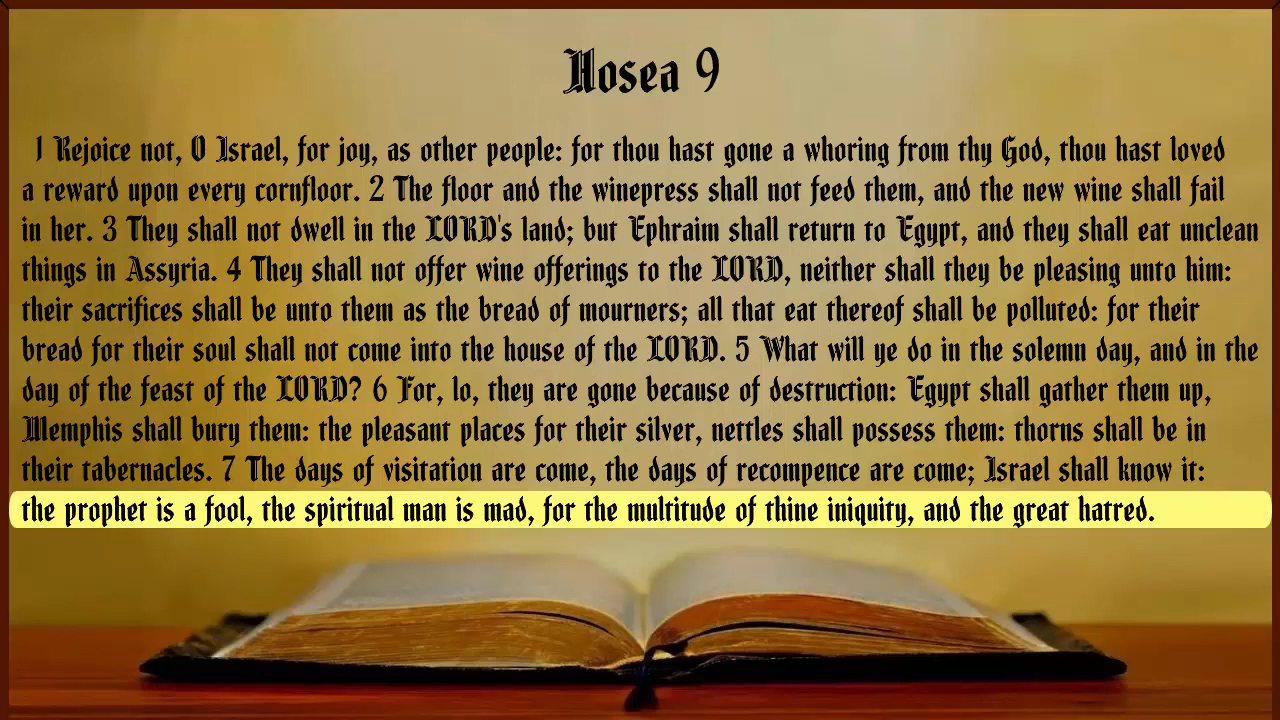 Hosea 9
1 Rejoice not, O Israel, for joy, as other people: for thou hast gone a whoring from thy God, thou hast loved
a reward upon every cornfloor. 2 The floor and the winepress shall not feed them, and the new wine shall fail
in her. 3 They shall not dwell in the LORD's land; but Ephraim shall return to Egypt, and they shall eat unclean
things in Assyria. 4 They shall not offer wine offerings to the LORD, neither shall they be pleasing unto him:
their sacrifices shall be unto them as the bread of mourners; all that eat thereof shall be polluted: for their
bread for their soul shall not come into the house of the LORD. 5 What will ye do in the solemn day, and in the
day of the feast of the LORD? 6 For, lo, they are gone because of destruction: Egypt shall gather them up,
Memphis shall bury them: the pleasant places for their silver, nettles shall possess them: thorns shall be in
their tabernacles. 7 The days of visitation are come, the days of recompence are come; Israel shall know it:
the prophet is a fool, the spiritual man is mad, for the multitude of thine iniquity, and the great hatred.